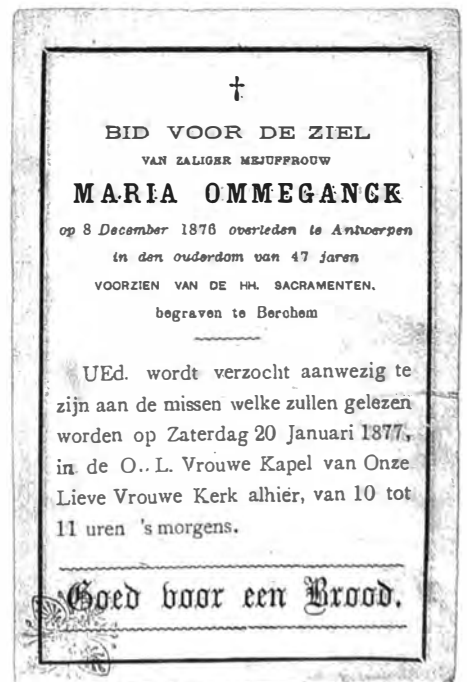 BID VOOR DE ZIEL
VAN ZALIGER MEJUFFROUW
MARIA OMMEGANCK
op 8 December 1876 overleden te Antwerpen
in den ouderdom van 47 jaren
VOORZIEN VAN DE HH. SACRAMENTEN.
begraven te Berchem
UEd. wordt verzocht aanwezig te
zijn aan de missen welke zullen gelezen
worden op Zaterdag 20 Januari 1877,
in de O.. L. Vrouwe Kapel van Onze
Lieve Vrouwe Kerk alhier, van 10 tot
11 uren 's morgens.
Goed voor een Brood.